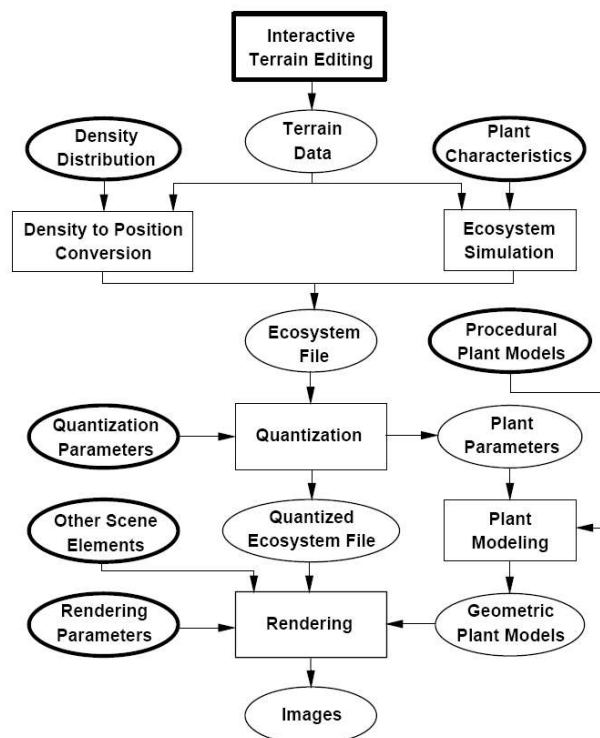 Interactive
Terrain Editing
Density
Distribution
Terrain
Data
Plant
Characteristics
Density to Position
Conversion
Ecosystem
Simulation
Ecosystem
File
Procedural
Plant Models
Quantization
Parameters
Quantization
Plant
Parameters
Other Scene
Elements
Quantized
Ecosystem File
Plant
Modeling
Rendering
Parameters
Rendering
Geometric
Plant Models
Images